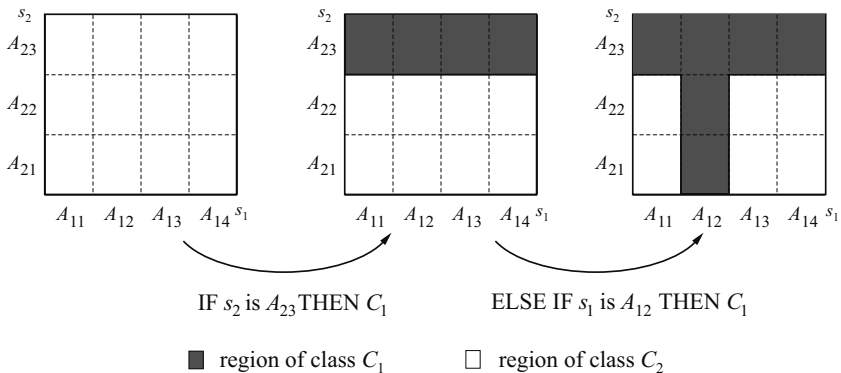 s₂ s₂ s₂
A₂₃ A₂₃ A₂₃
A₂₂ A₂₂ A₂₂
A₂₁ A₂₁ A₂₁
A₁₁ A₁₂ A₁₃ A₁₄ s₁ A₁₁ A₁₂ A₁₃ A₁₄ s₁ A₁₁ A₁₂ A₁₃ A₁₄ s₁
IF s₂ is A₂₃ THEN C₁ ELSE IF s₁ is A₁₂ THEN C₁
region of class C₁ region of class C₂